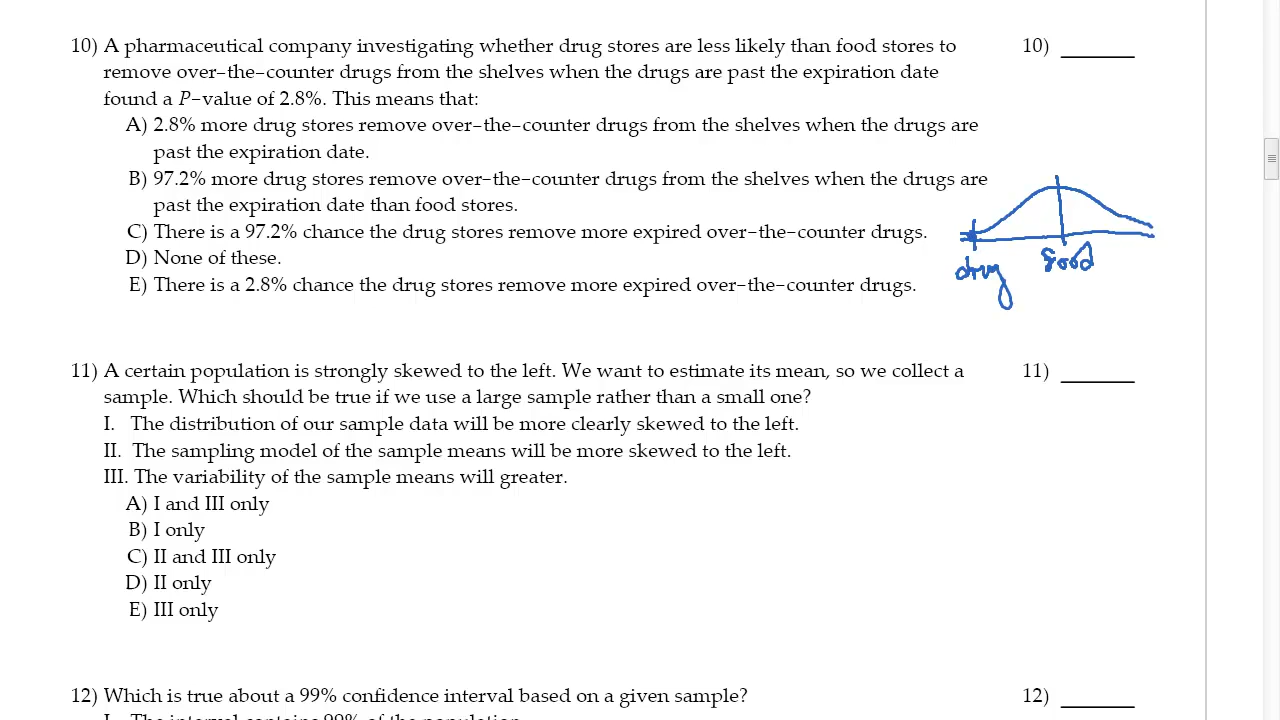 10) A pharmaceutical company investigating whether drug stores are less likely than food stores to 10) ______
remove over-the-counter drugs from the shelves when the drugs are past the expiration date
found a P-value of 2.8%. This means that:
A) 2.8% more drug stores remove over-the-counter drugs from the shelves when the drugs are
past the expiration date.
B) 97.2% more drug stores remove over-the-counter drugs from the shelves when the drugs are
past the expiration date than food stores.
C) There is a 97.2% chance the drug stores remove more expired over-the-counter drugs.
D) None of these.
E) There is a 2.8% chance the drug stores remove more expired over-the-counter drugs.
drug food
11) A certain population is strongly skewed to the left. We want to estimate its mean, so we collect a 11) ______
sample. Which should be true if we use a large sample rather than a small one?
I. The distribution of our sample data will be more clearly skewed to the left.
II. The sampling model of the sample means will be more skewed to the left.
III. The variability of the sample means will greater.
A) I and III only
B) I only
C) II and III only
D) II only
E) III only
12) Which is true about a 99% confidence interval based on a given sample? 12) ______
I. The interval contains 99% of the population.